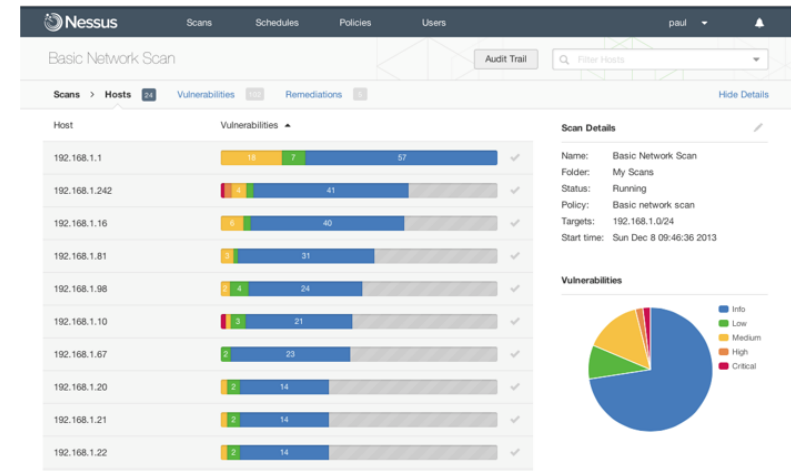 Nessus Scans Schedules Policies Users paul
Basic Network Scan Audit Trail Filter Hosts
Scans > Hosts 24 Vulnerabilities Remediations Hide Details
Host Vulnerabilities
192.168.1.1 18 7 57
192.168.1.242 4 41
192.168.1.16 6 40
192.168.1.81 3 31
192.168.1.98 2 4 24
192.168.1.10 3 21
192.168.1.67 2 23
192.168.1.20 2 14
192.168.1.21 2 14
192.168.1.22 2 14
Scan Details
Name: Basic Network Scan
Folder: My Scans
Status: Running
Policy: Basic network scan
Targets: 192.168.1.0/24
Start time: Sun Dec 8 09:46:36 2013
Vulnerabilities
Info
Low
Medium
High
Critical